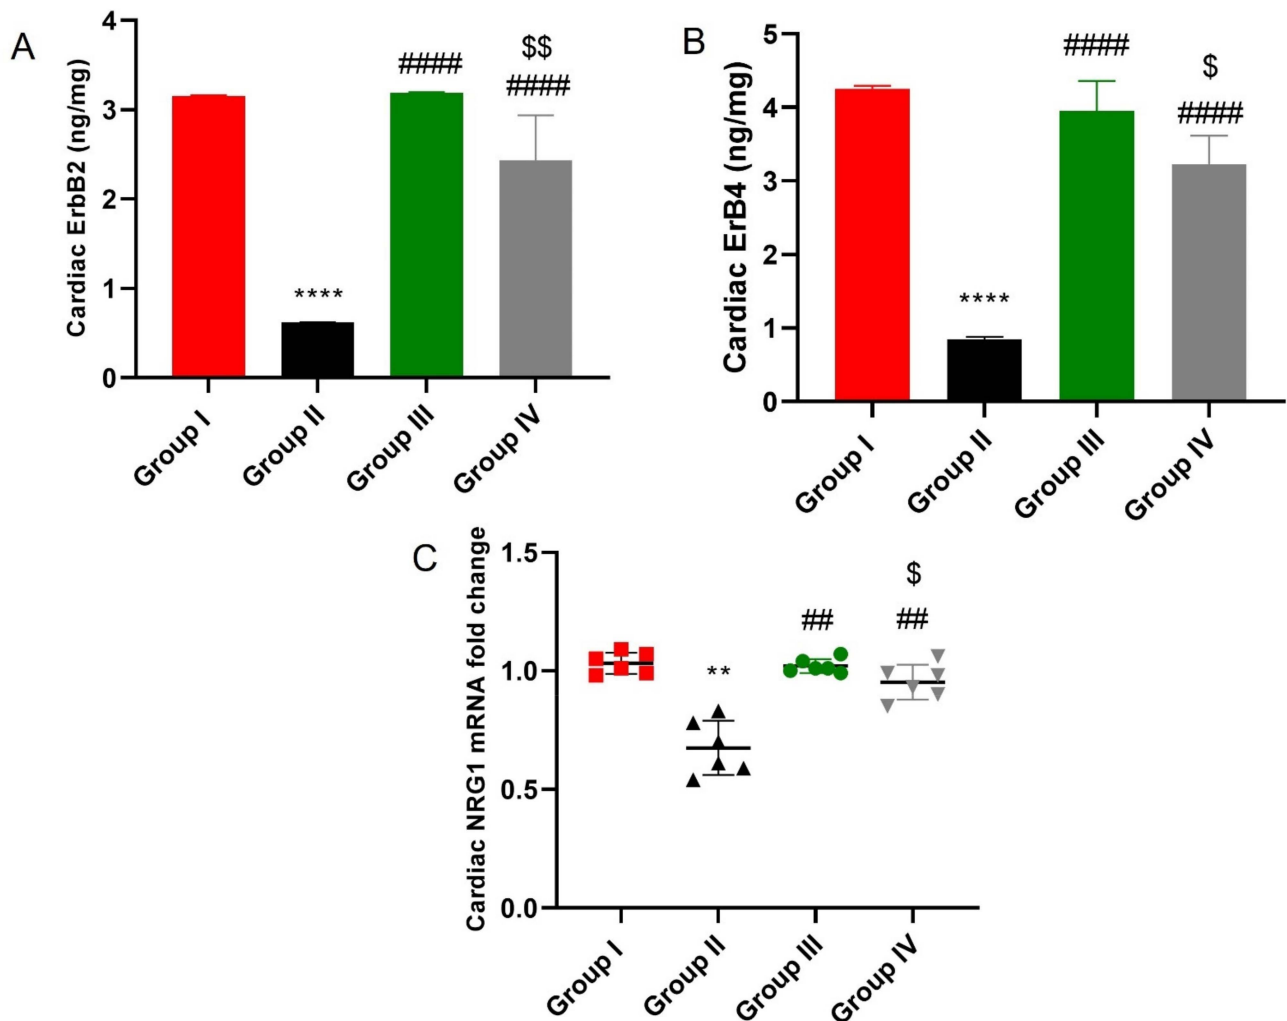 A
Cardiac ErbB2 (ng/mg)
4
3
2
1
0
****
####
$$
####
Group I
Group II
Group III
Group IV
B
Cardiac ErB4 (ng/mg)
5
4
3
2
1
0
****
####
$
####
Group I
Group II
Group III
Group IV
C
Cardiac NRG1 mRNA fold change
1.5
1.0
0.5
0.0
**
##
$
##
Group I
Group II
Group III
Group IV